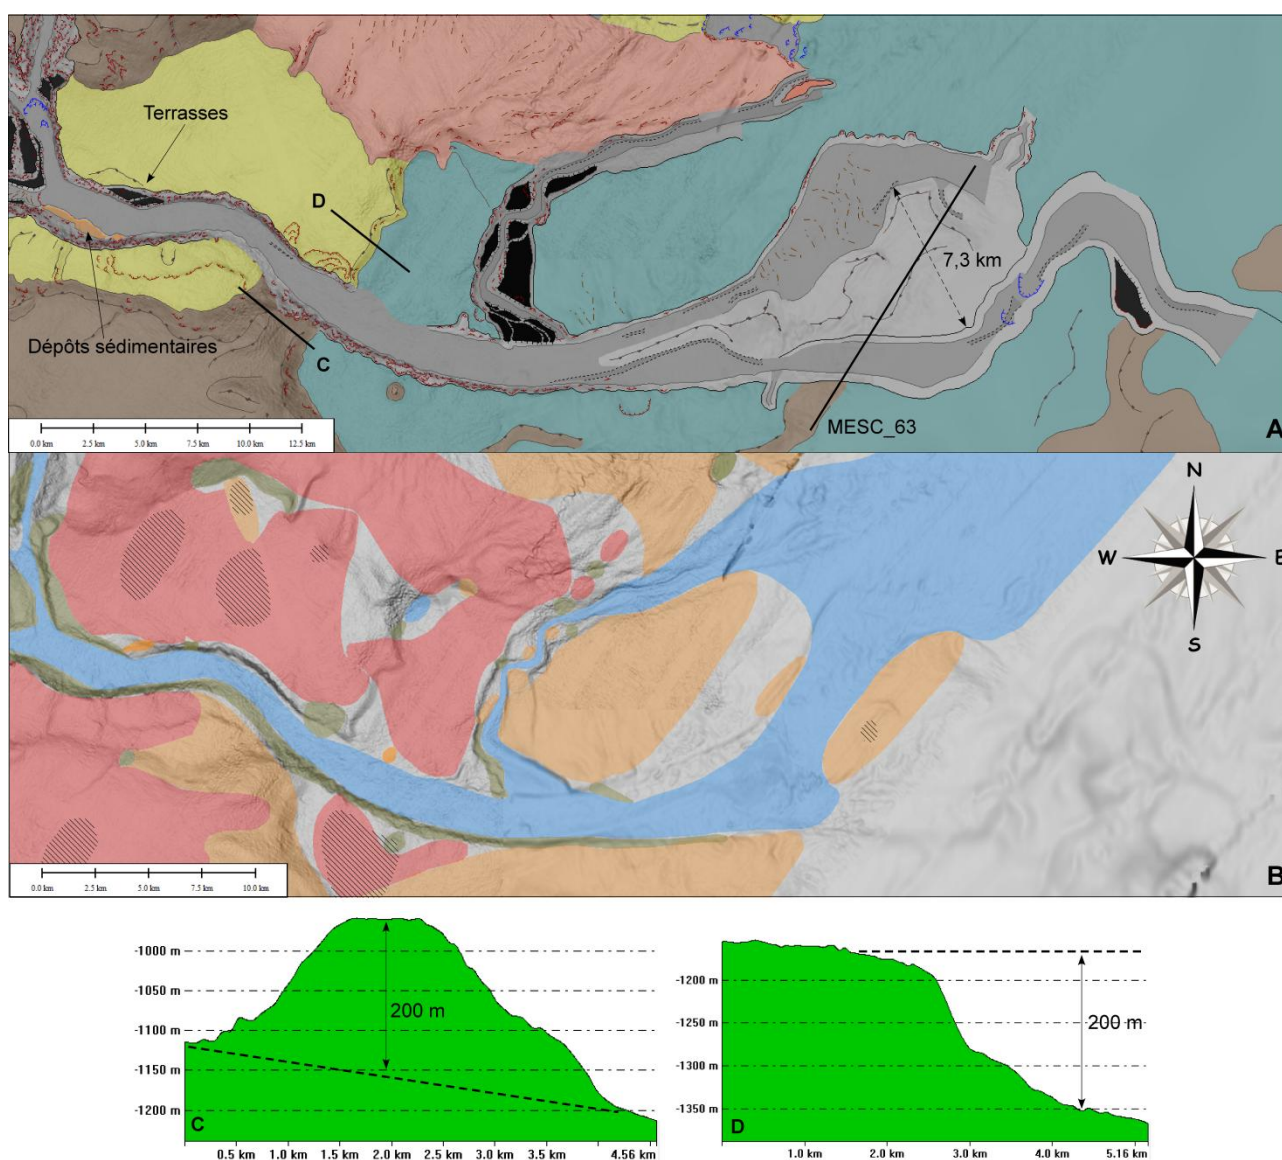 Terrasses
D
7,3 km
Dépôts sédimentaires
C
MESC_63
0.0 km 2.5 km 5.0 km 7.5 km 10.0 km 12.5 km
A
N
W E
S
0.0 km 2.5 km 5.0 km 7.5 km 10.0 km
B
-1000 m
-1050 m
200 m
-1100 m
-1150 m
-1200 m
C
0.5 km 1.0 km 1.5 km 2.0 km 2.5 km 3.0 km 3.5 km 4.56 km
-1200 m
-1250 m
200 m
-1300 m
-1350 m
D
1.0 km 2.0 km 3.0 km 4.0 km 5.16 km